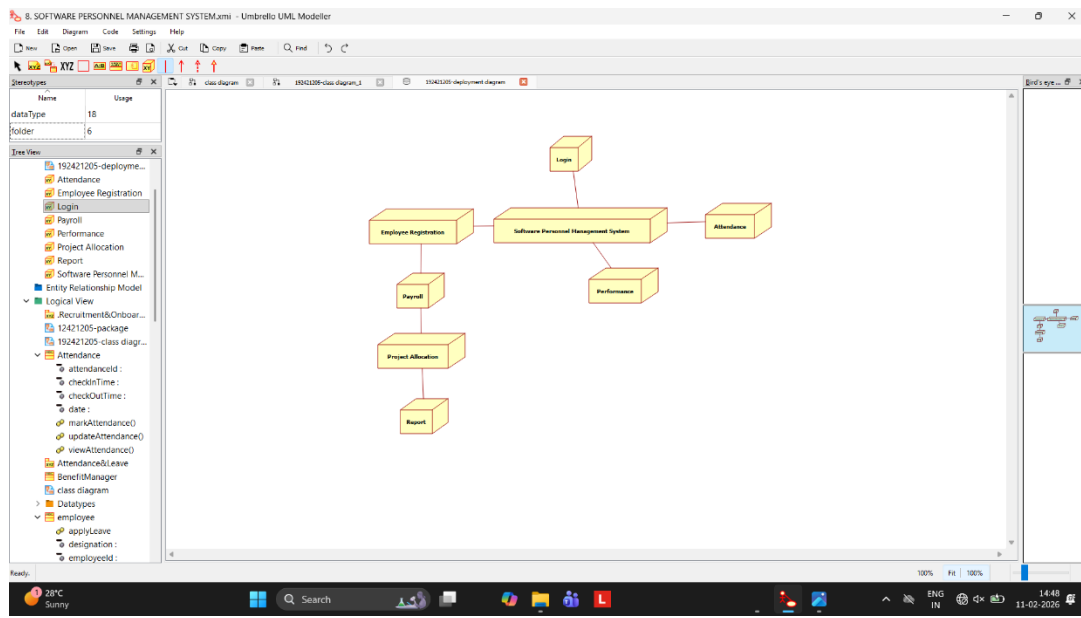 8. SOFTWARE PERSONNEL MANAGEMENT SYSTEM.xmi - Umbrello UML Modeller
File Edit Diagram Code Settings Help
New Open Save Cut Copy Paste Find
XYZ
Stereotypes
class diagram 192421205-class diagram_1 192421205-deployment diagram
Bird's eye ...
Name Usage
dataType 18
folder 6
Tree View
192421205-deployme...
Attendance
Employee Registration
Login
Payroll
Performance
Project Allocation
Report
Software Personnel M...
Entity Relationship Model
Logical View
.Recruitment&Onboar...
12421205-package
192421205-class diagr...
Attendance
attendanceId :
checkInTime :
checkOutTime :
date :
markAttendance()
updateAttendance()
viewAttendance()
Attendance&Leave
BenefitManager
class diagram
Datatypes
employee
applyLeave
designation :
employeeId :
Login
Employee Registration
Software Personnel Management System
Attendance
Payroll
Performance
Project Allocation
Report
Ready.
100% Fit 100%
1
28°C
Sunny
Search
L
ENG
IN
14:48
11-02-2026